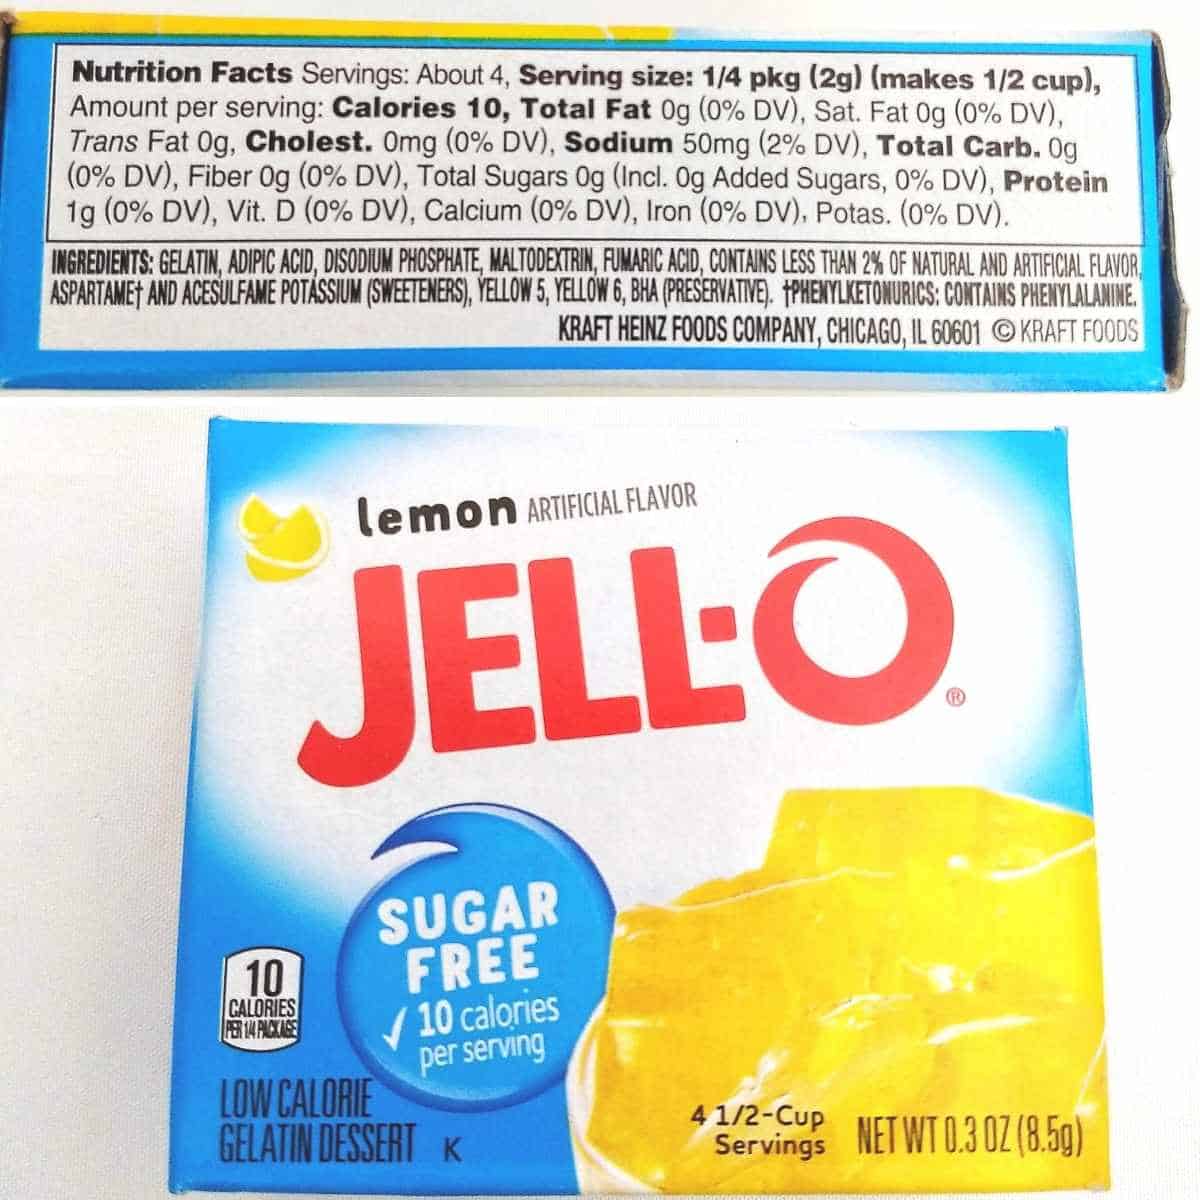 Nutrition Facts Servings: About 4, Serving size: 1/4 pkg (2g) (makes 1/2 cup),
Amount per serving: Calories 10, Total Fat 0g (0% DV), Sat. Fat 0g (0% DV),
Trans Fat 0g, Cholest. 0mg (0% DV), Sodium 50mg (2% DV), Total Carb. 0g
(0% DV), Fiber 0g (0% DV), Total Sugars 0g (Incl. 0g Added Sugars, 0% DV), Protein
1g (0% DV), Vit. D (0% DV), Calcium (0% DV), Iron (0% DV), Potas. (0% DV).
INGREDIENTS: GELATIN, ADIPIC ACID, DISODIUM PHOSPHATE, MALTODEXTRIN, FUMARIC ACID, CONTAINS LESS THAN 2% OF NATURAL AND ARTIFICIAL FLAVOR,
ASPARTAME† AND ACESULFAME POTASSIUM (SWEETENERS), YELLOW 5, YELLOW 6, BHA (PRESERVATIVE). †PHENYLKETONURICS: CONTAINS PHENYLALANINE.
KRAFT HEINZ FOODS COMPANY, CHICAGO, IL 60601 © KRAFT FOODS
lemon ARTIFICIAL FLAVOR
JELL-O®
SUGAR
FREE
✓ 10 calories
per serving
10
CALORIES
PER 1/4 PACKAGE
LOW CALORIE
GELATIN DESSERT K
4 1/2-Cup
Servings
NET WT 0.3 OZ (8.5g)